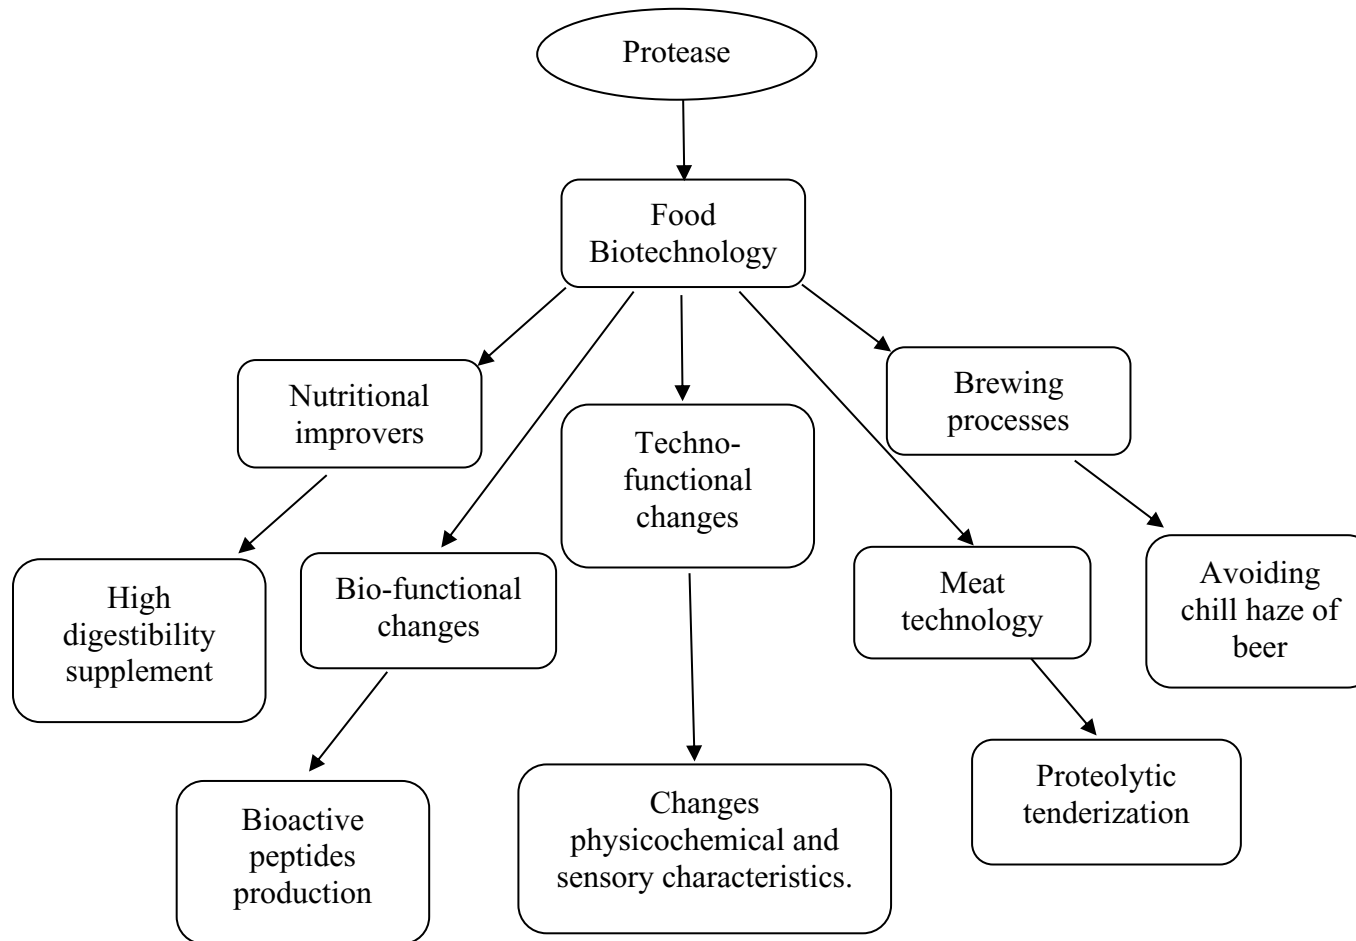 Protease
Food
Biotechnology
Nutritional
improvers
Brewing
processes
Techno-
functional
changes
High
digestibility
supplement
Bio-functional
changes
Meat
technology
Avoiding
chill haze of
beer
Bioactive
peptides
production
Changes
physicochemical and
sensory characteristics.
Proteolytic
tenderization